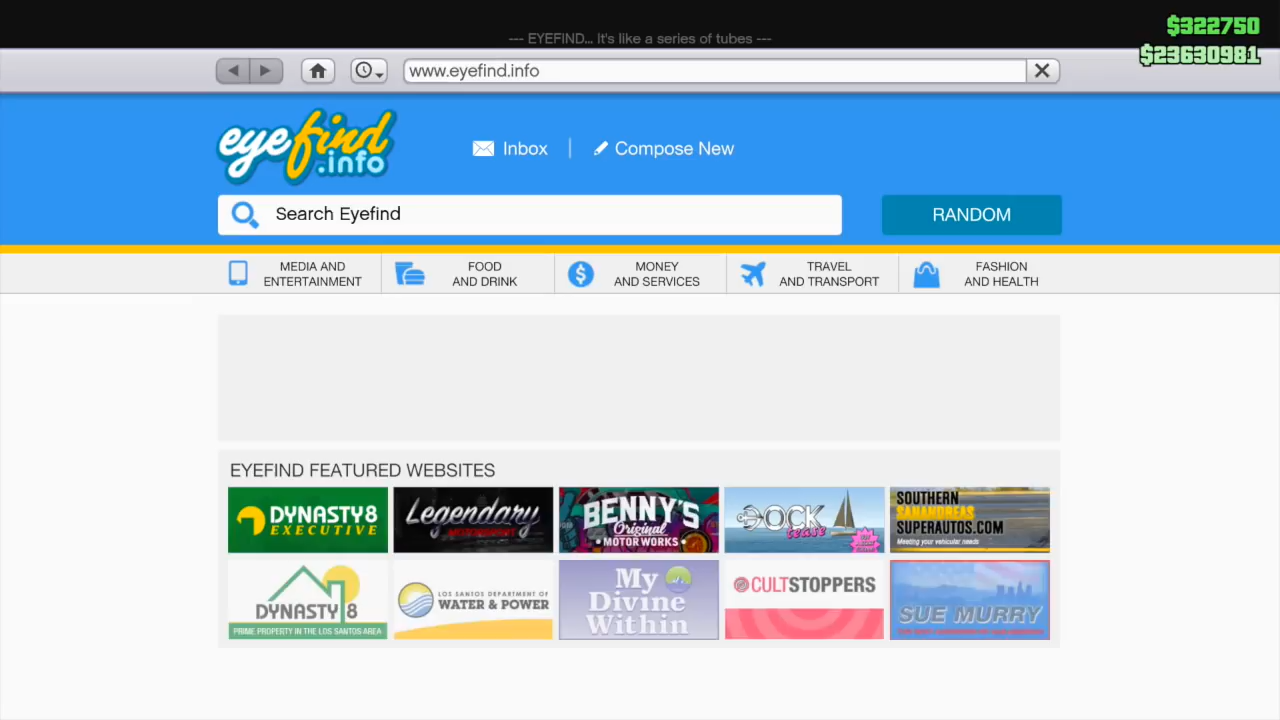 $322750
--- EYEFIND... It's like a series of tubes ---
$23630981
www.eyefind.info
eyefind
.info
Inbox
Compose New
Search Eyefind
RANDOM
MEDIA AND
ENTERTAINMENT
FOOD
AND DRINK
MONEY
AND SERVICES
TRAVEL
AND TRANSPORT
FASHION
AND HEALTH
EYEFIND FEATURED WEBSITES
DYNASTY 8
EXECUTIVE
Legendary
MOTORSPORT
BENNY'S
Original
MOTOR WORKS
DOCK
tease
SOUTHERN
SANANDREAS
SUPERAUTOS.COM
Meeting your vehicular needs
DYNASTY 8
PRIME PROPERTY IN THE LOS SANTOS AREA
LOS SANTOS DEPARTMENT OF
WATER & POWER
My
Divine
Within
CULTSTOPPERS
SUE MURRY